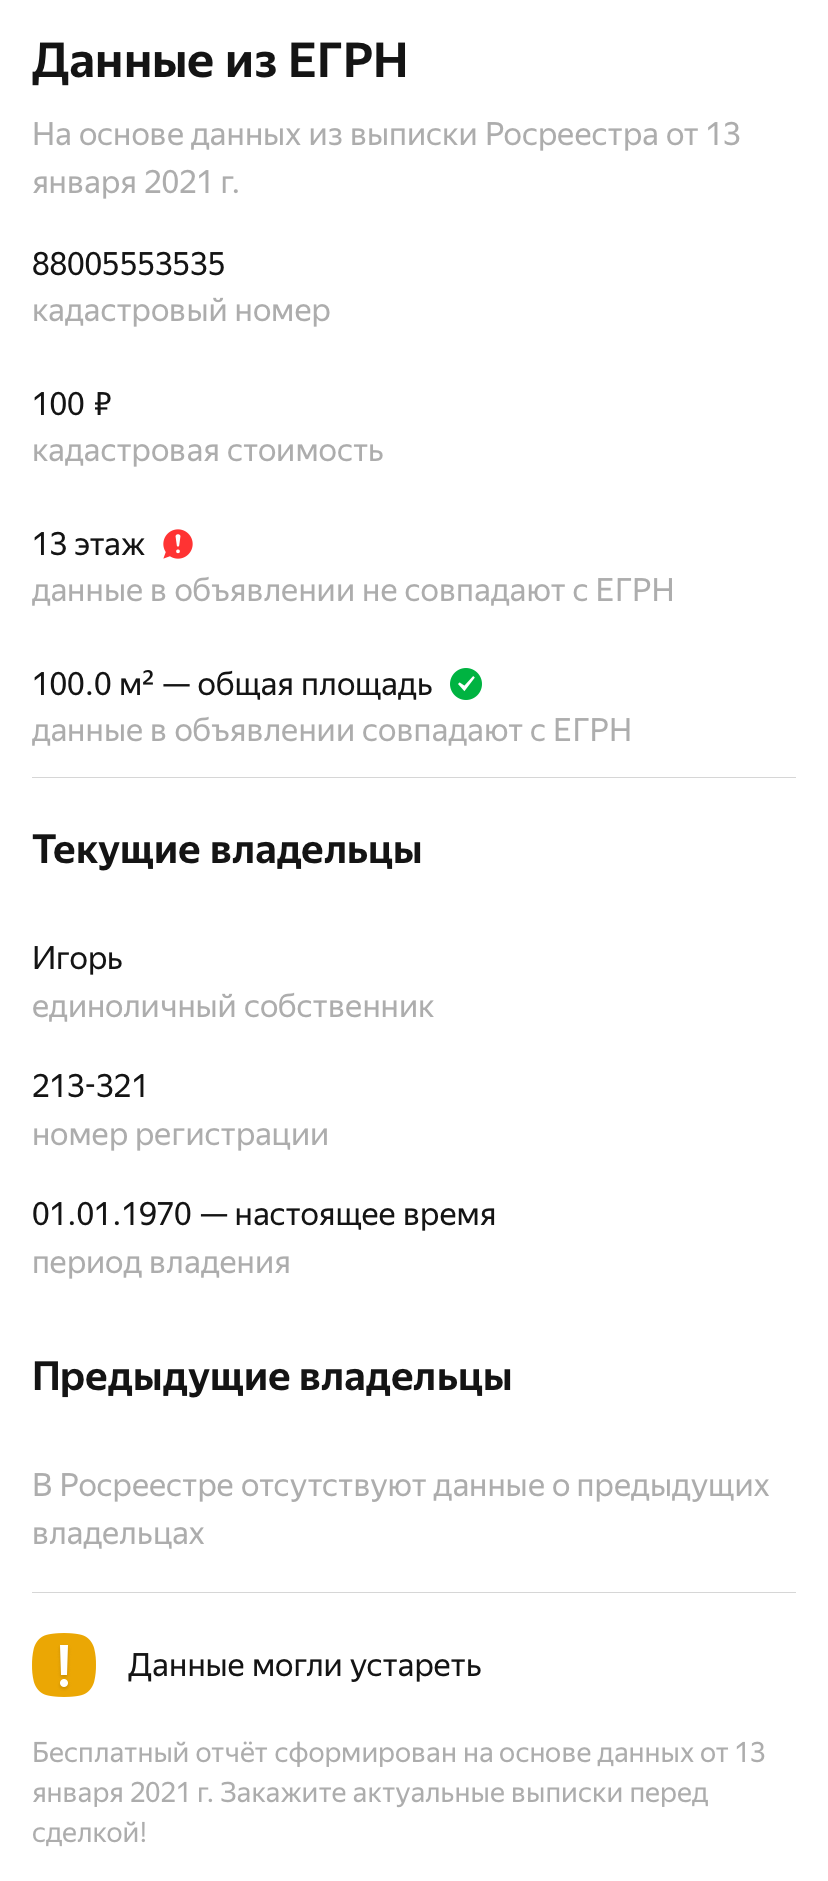 Данные из ЕГРН
На основе данных из выписки Росреестра от 13
января 2021 г.
88005553535
кадастровый номер
100 ₽
кадастровая стоимость
13 этаж
данные в объявлении не совпадают с ЕГРН
100.0 м² — общая площадь
данные в объявлении совпадают с ЕГРН
Текущие владельцы
Игорь
единоличный собственник
213-321
номер регистрации
01.01.1970 — настоящее время
период владения
Предыдущие владельцы
В Росреестре отсутствуют данные о предыдущих
владельцах
Данные могли устареть
Бесплатный отчёт сформирован на основе данных от 13
января 2021 г. Закажите актуальные выписки перед
сделкой!